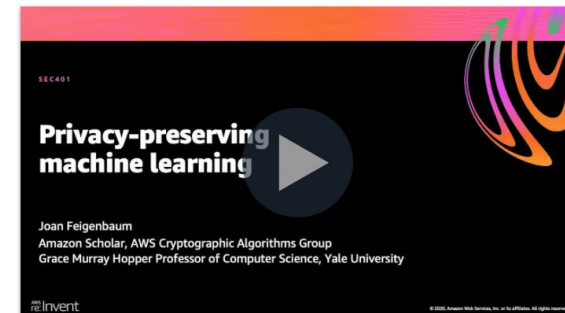 SEC401
Privacy-preserving
machine learning
Joan Feigenbaum
Amazon Scholar, AWS Cryptographic Algorithms Group
Grace Murray Hopper Professor of Computer Science, Yale University
aws
re:Invent
© 2020, Amazon Web Services, Inc. or its affiliates. All rights reserved.